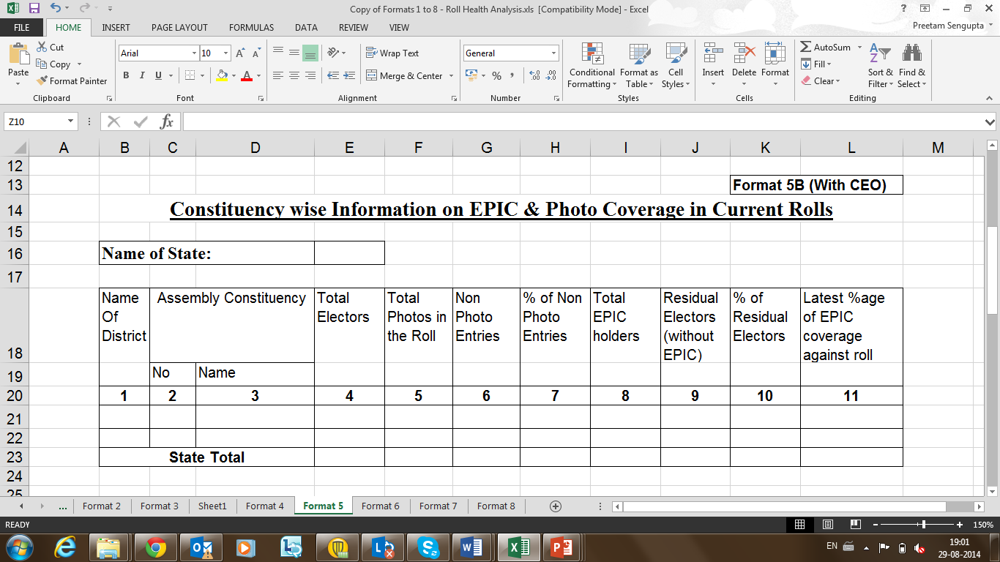 Copy of Formats 1 to 8 - Roll Health Analysis.xls [Compatibility Mode] - Excel
?
FILE HOME INSERT PAGE LAYOUT FORMULAS DATA REVIEW VIEW
Preetam Sengupta
Paste
Cut
Copy
Format Painter
Clipboard
Arial 10
B I U
Font
Wrap Text
Merge & Center
Alignment
General
%
Number
Conditional Formatting
Format as Table
Cell Styles
Styles
Insert Delete Format
Cells
AutoSum
Fill
Clear
Sort & Filter
Find & Select
Editing
Z10 fx
A B C D E F G H I J K L M
12
13 Format 5B (With CEO)
14 Constituency wise Information on EPIC & Photo Coverage in Current Rolls
15
16 Name of State:
17
Name Of District
Assembly Constituency
Total Electors
Total Photos in the Roll
Non Photo Entries
% of Non Photo Entries
Total EPIC holders
Residual Electors (without EPIC)
% of Residual Electors
Latest %age of EPIC coverage against roll
18
19 No Name
20 1 2 3 4 5 6 7 8 9 10 11
21
22
23 State Total
24
25
... Format 2 Format 3 Sheet1 Format 4 Format 5 Format 6 Format 7 Format 8
READY 150%
EN 19:01
29-08-2014